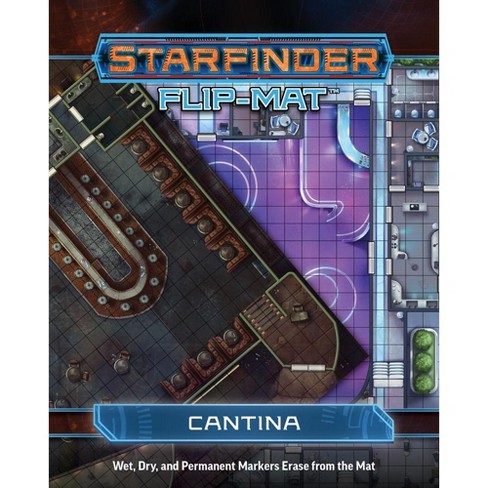 STARFINDER
FLIP-MAT™
CANTINA
Wet, Dry, and Permanent Markers Erase from the Mat